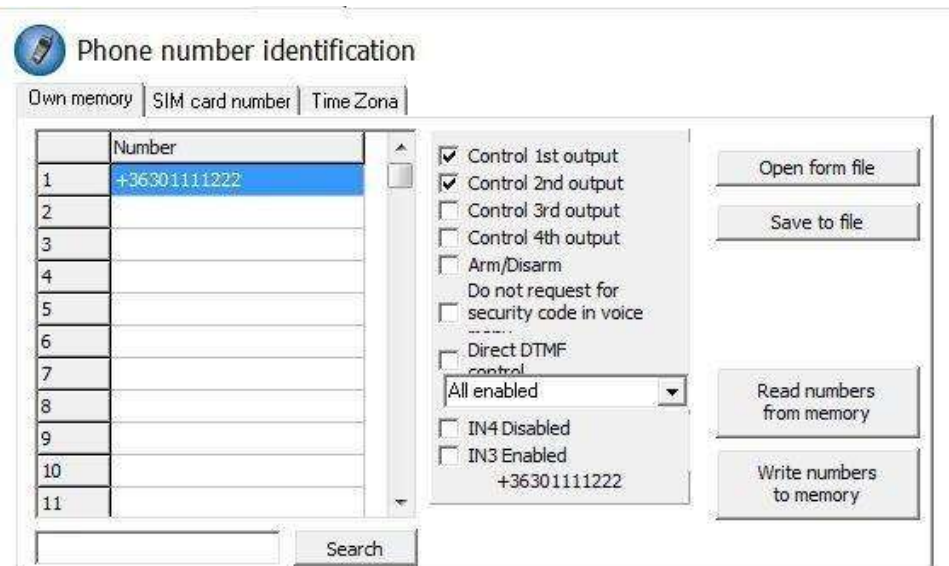 Phone number identification
Own memory SIM card number Time Zona
Number
1 +36301111222
2
3
4
5
6
7
8
9
10
11
Search
Control 1st output
Control 2nd output
Control 3rd output
Control 4th output
Arm/Disarm
Do not request for
security code in voice
Direct DTMF
control
All enabled
IN4 Disabled
IN3 Enabled
+36301111222
Open form file
Save to file
Read numbers
from memory
Write numbers
to memory